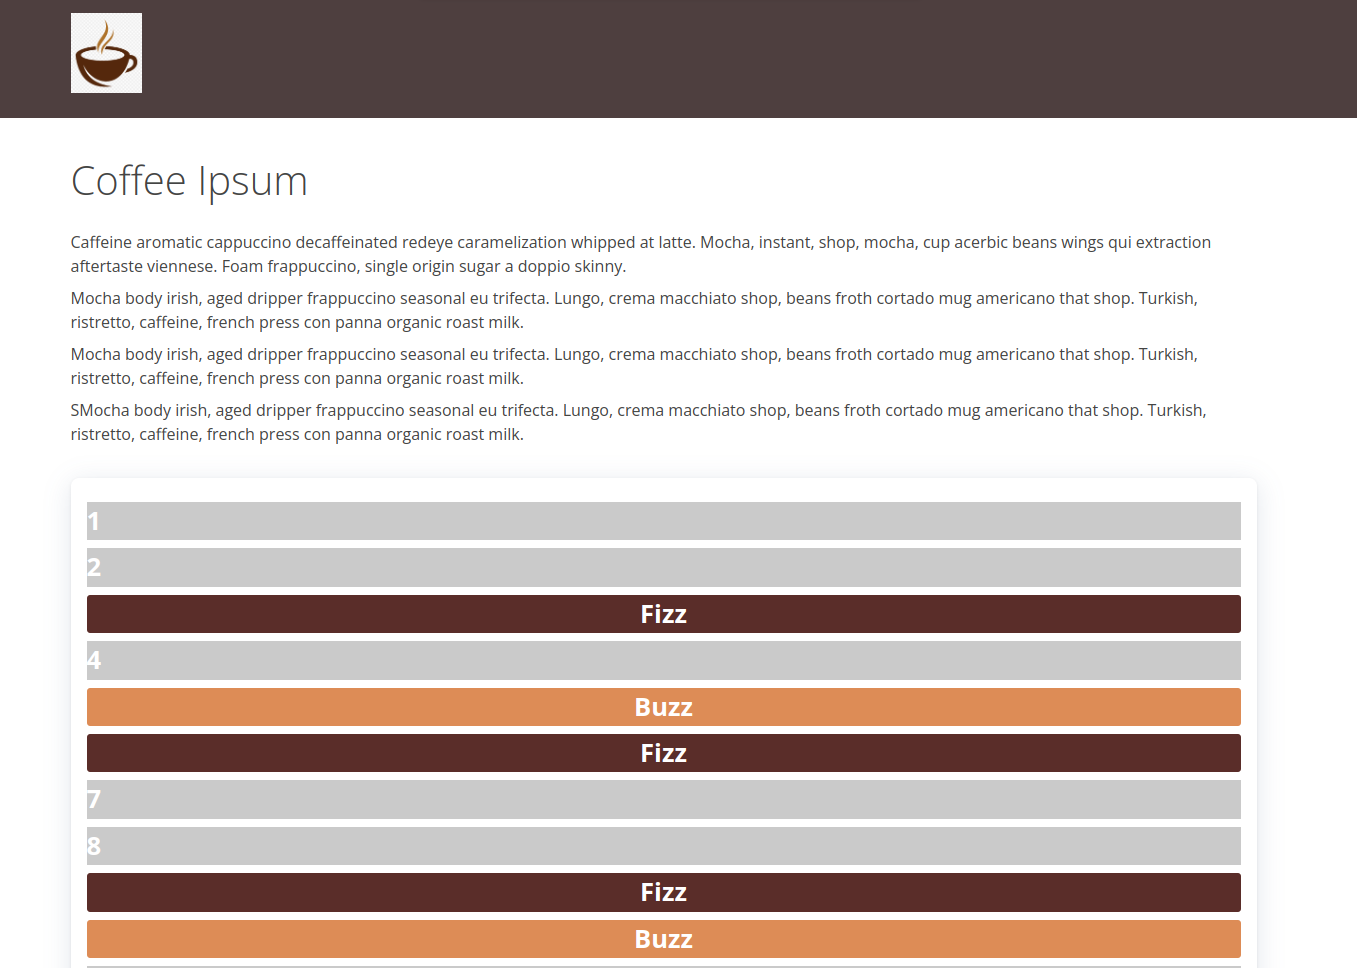 Coffee Ipsum
Caffeine aromatic cappuccino decaffeinated redeye caramelization whipped at latte. Mocha, instant, shop, mocha, cup acerbic beans wings qui extraction
aftertaste viennese. Foam frappuccino, single origin sugar a doppio skinny.
Mocha body irish, aged dripper frappuccino seasonal eu trifecta. Lungo, crema macchiato shop, beans froth cortado mug americano that shop. Turkish,
ristretto, caffeine, french press con panna organic roast milk.
Mocha body irish, aged dripper frappuccino seasonal eu trifecta. Lungo, crema macchiato shop, beans froth cortado mug americano that shop. Turkish,
ristretto, caffeine, french press con panna organic roast milk.
SMocha body irish, aged dripper frappuccino seasonal eu trifecta. Lungo, crema macchiato shop, beans froth cortado mug americano that shop. Turkish,
ristretto, caffeine, french press con panna organic roast milk.
1
2
Fizz
4
Buzz
Fizz
7
8
Fizz
Buzz